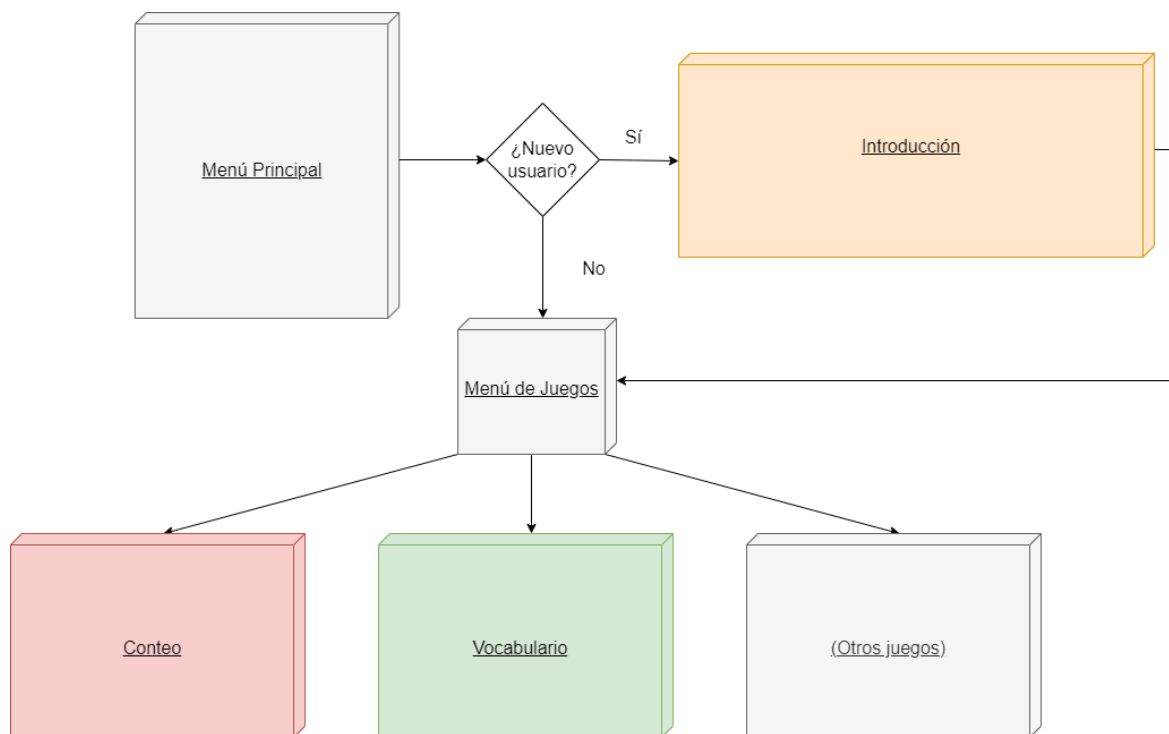 Menú Principal
¿Nuevo
usuario?
Sí
Introducción
No
Menú de Juegos
Conteo
Vocabulario
(Otros juegos)